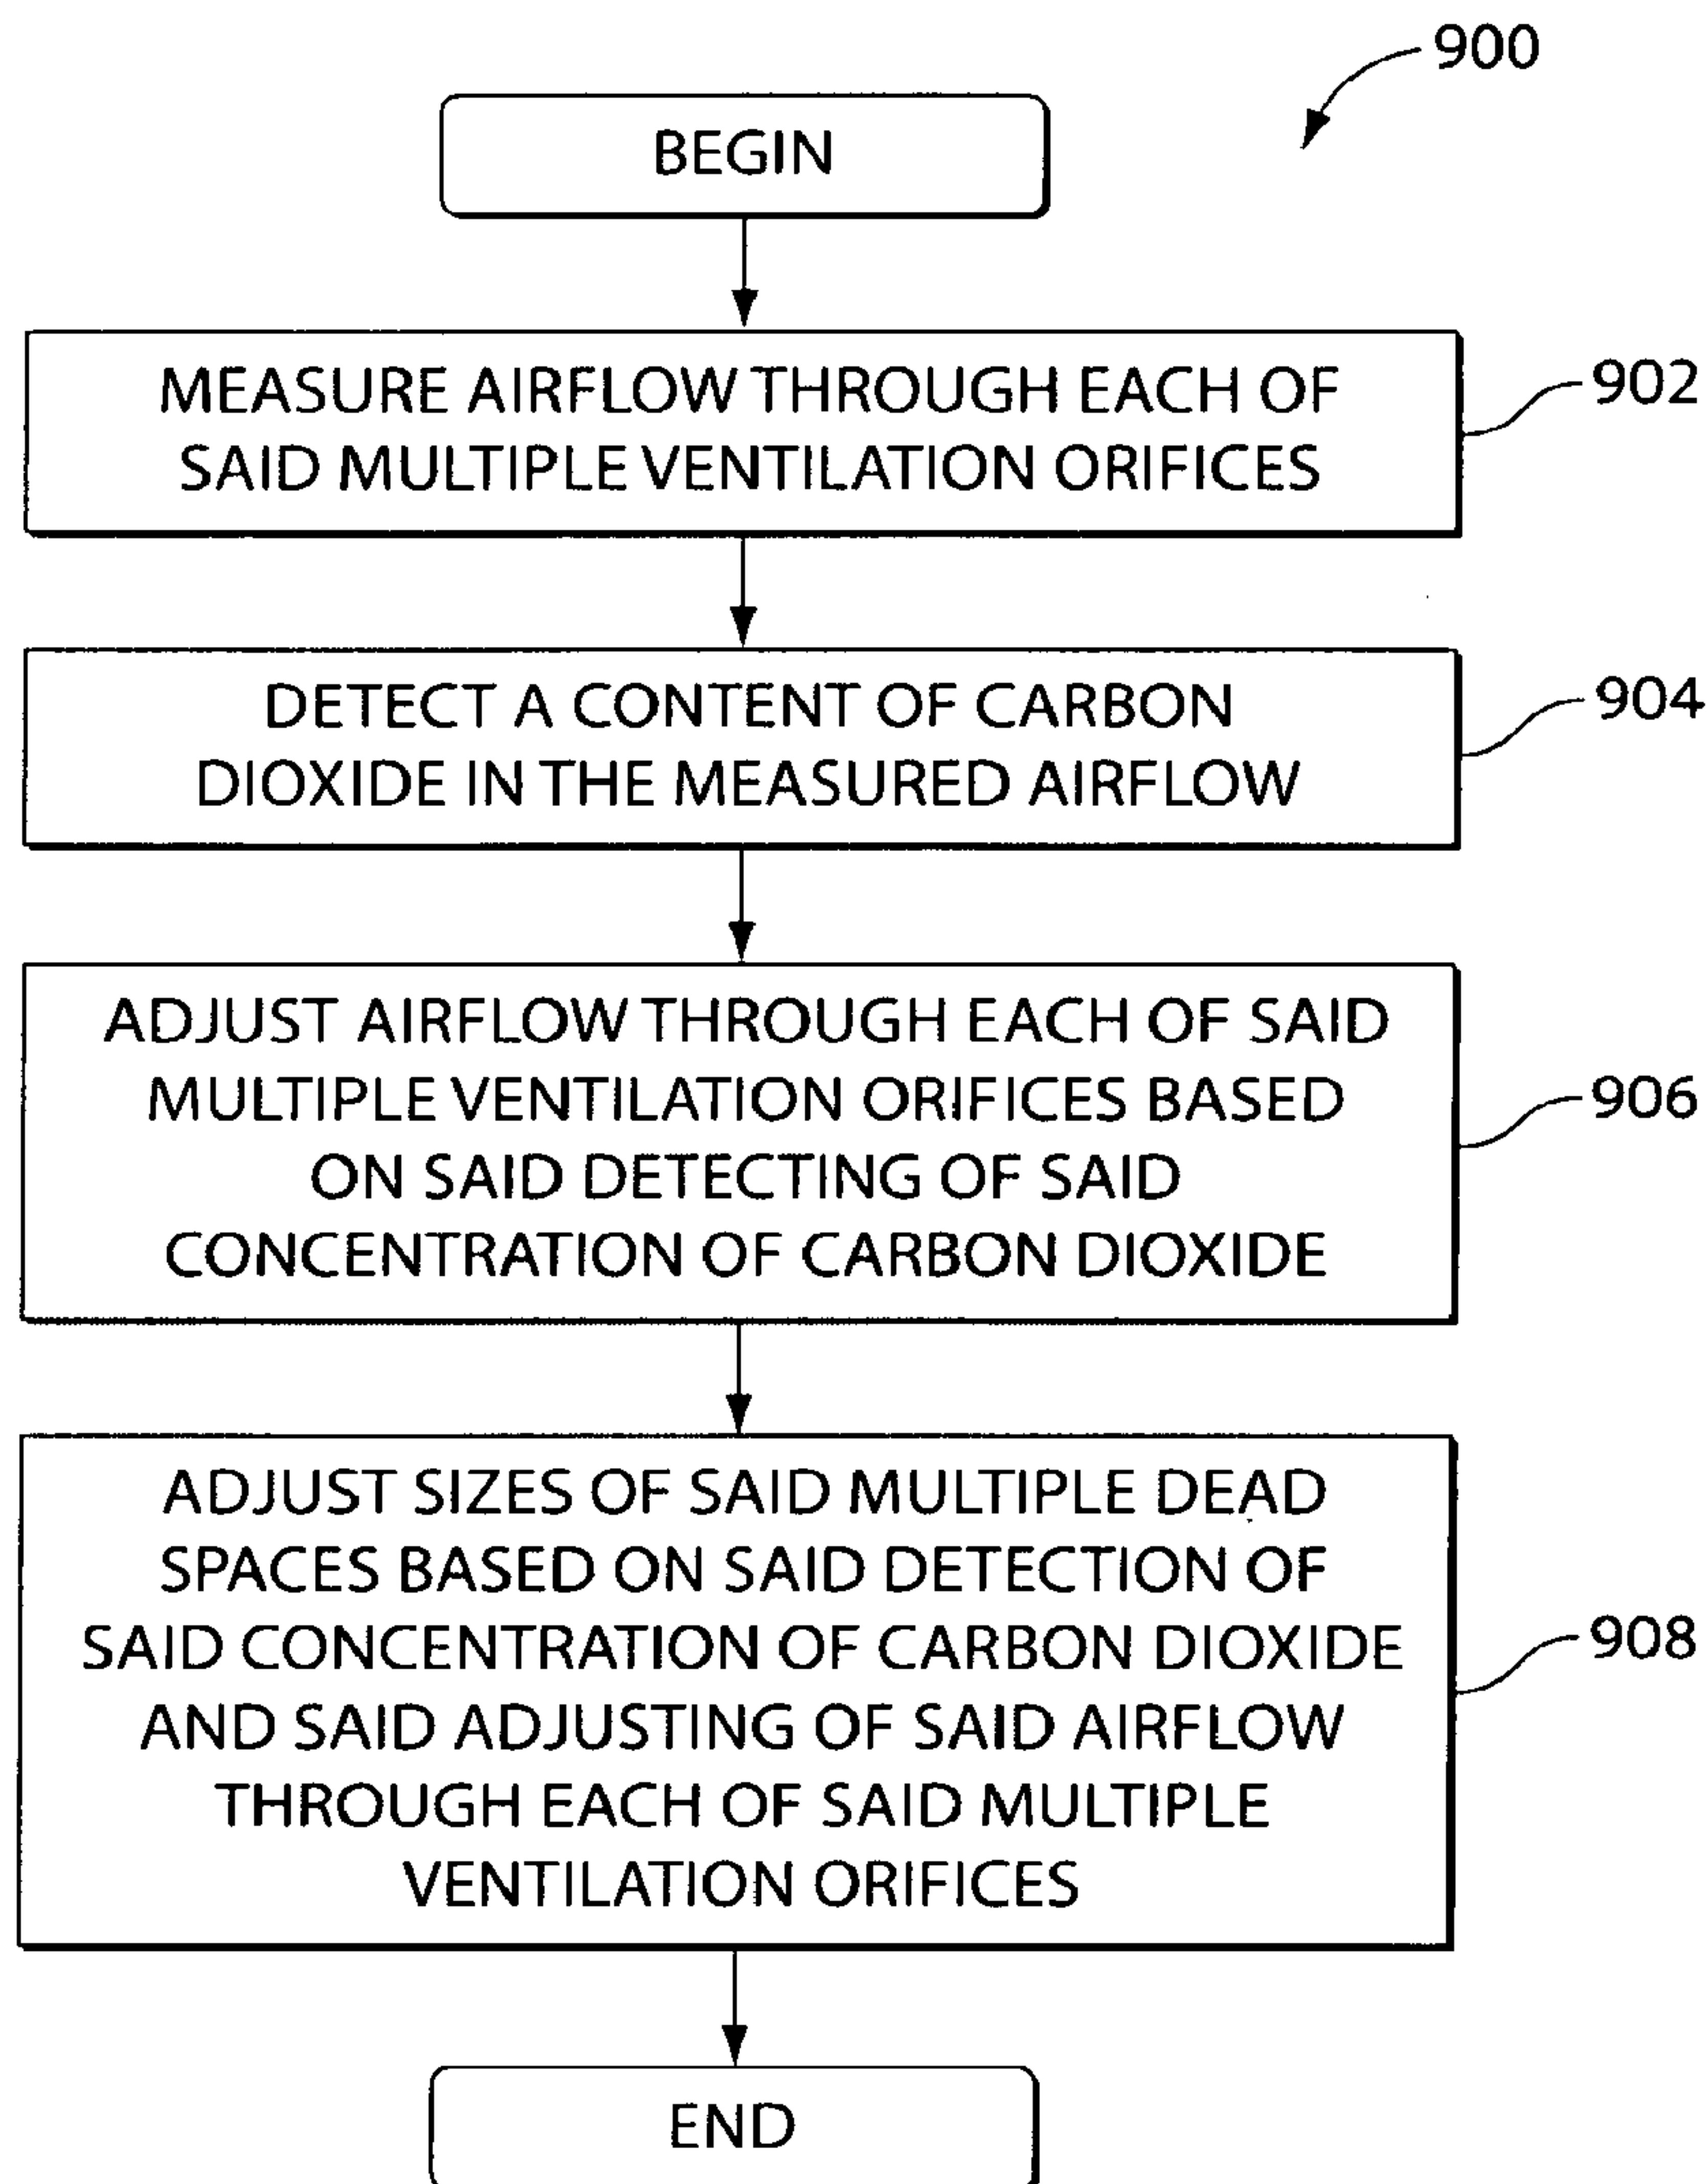 900
BEGIN
MEASURE AIRFLOW THROUGH EACH OF
SAID MULTIPLE VENTILATION ORIFICES
902
DETECT A CONTENT OF CARBON
DIOXIDE IN THE MEASURED AIRFLOW
904
ADJUST AIRFLOW THROUGH EACH OF SAID
MULTIPLE VENTILATION ORIFICES BASED
ON SAID DETECTING OF SAID
CONCENTRATION OF CARBON DIOXIDE
906
ADJUST SIZES OF SAID MULTIPLE DEAD
SPACES BASED ON SAID DETECTION OF
SAID CONCENTRATION OF CARBON DIOXIDE
AND SAID ADJUSTING OF SAID AIRFLOW
THROUGH EACH OF SAID MULTIPLE
VENTILATION ORIFICES
908
END